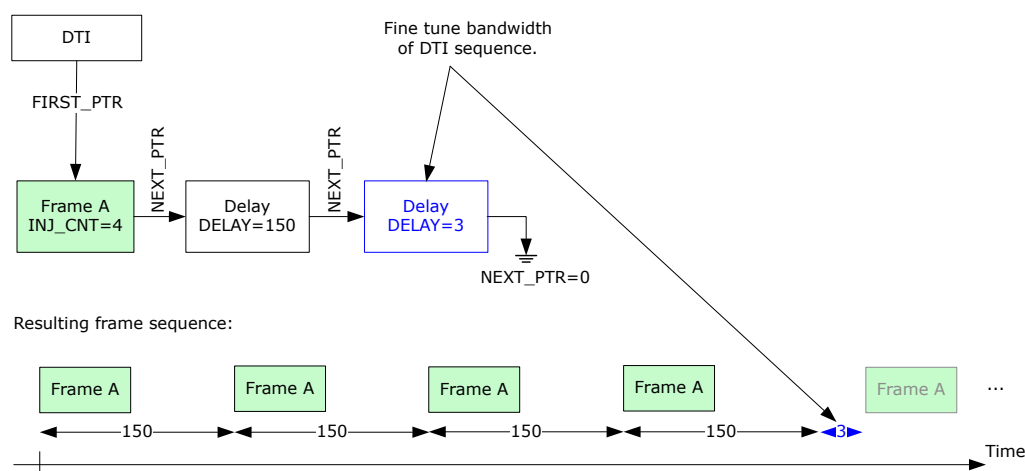 DTI
Fine tune bandwidth
of DTI sequence.
FIRST_PTR
NEXT_PTR
NEXT_PTR
Frame A
INJ_CNT=4
Delay
DELAY=150
Delay
DELAY=3
NEXT_PTR=0
Resulting frame sequence:
Frame A
Frame A
Frame A
Frame A
Frame A
...
150
150
150
150
3
Time